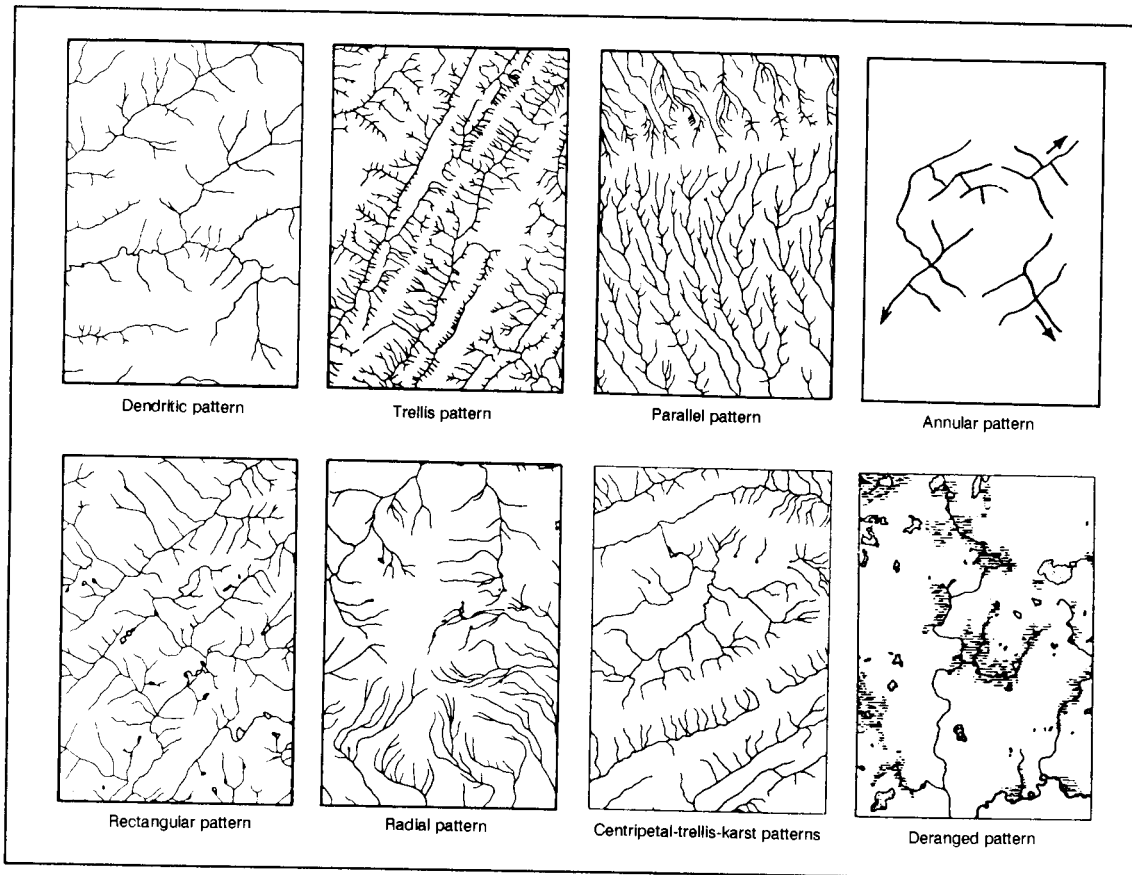 Dendritic pattern
Trellis pattern
Parallel pattern
Annular pattern
Rectangular pattern
Radial pattern
Centripetal-trellis-karst patterns
Deranged pattern